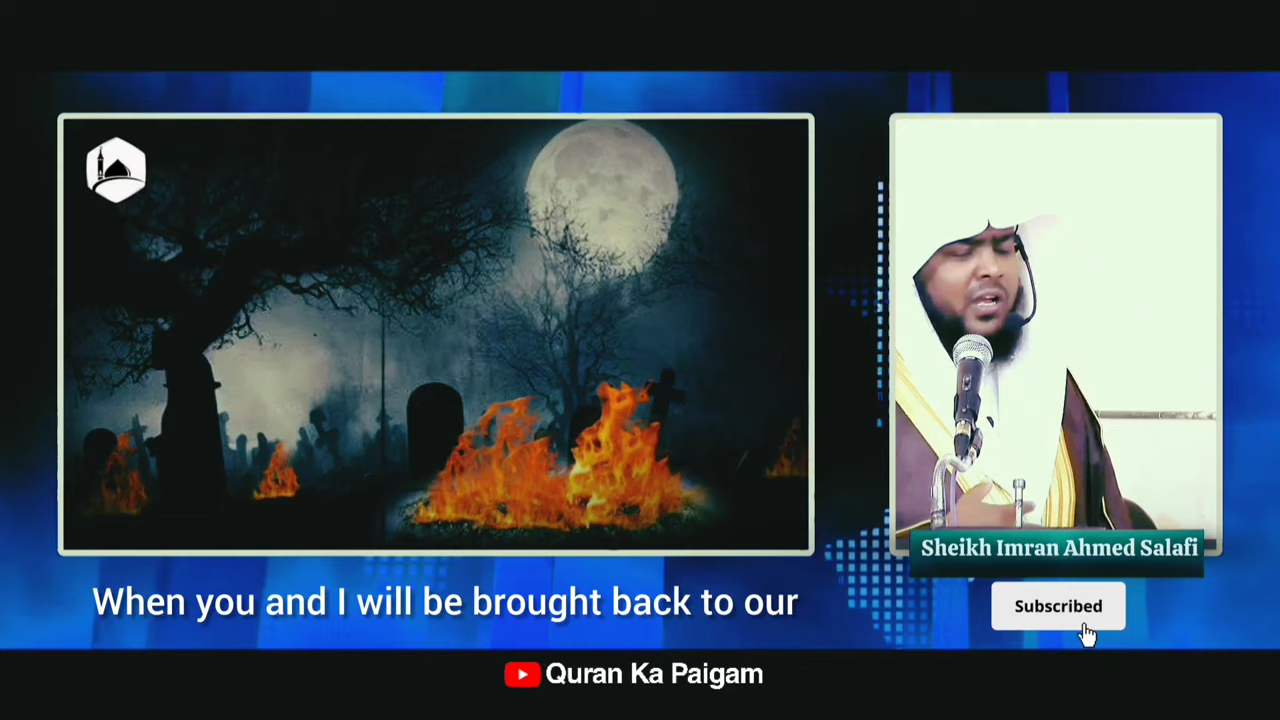 Sheikh Imran Ahmed Salafi
When you and I will be brought back to our
Subscribed
Quran Ka Paigam